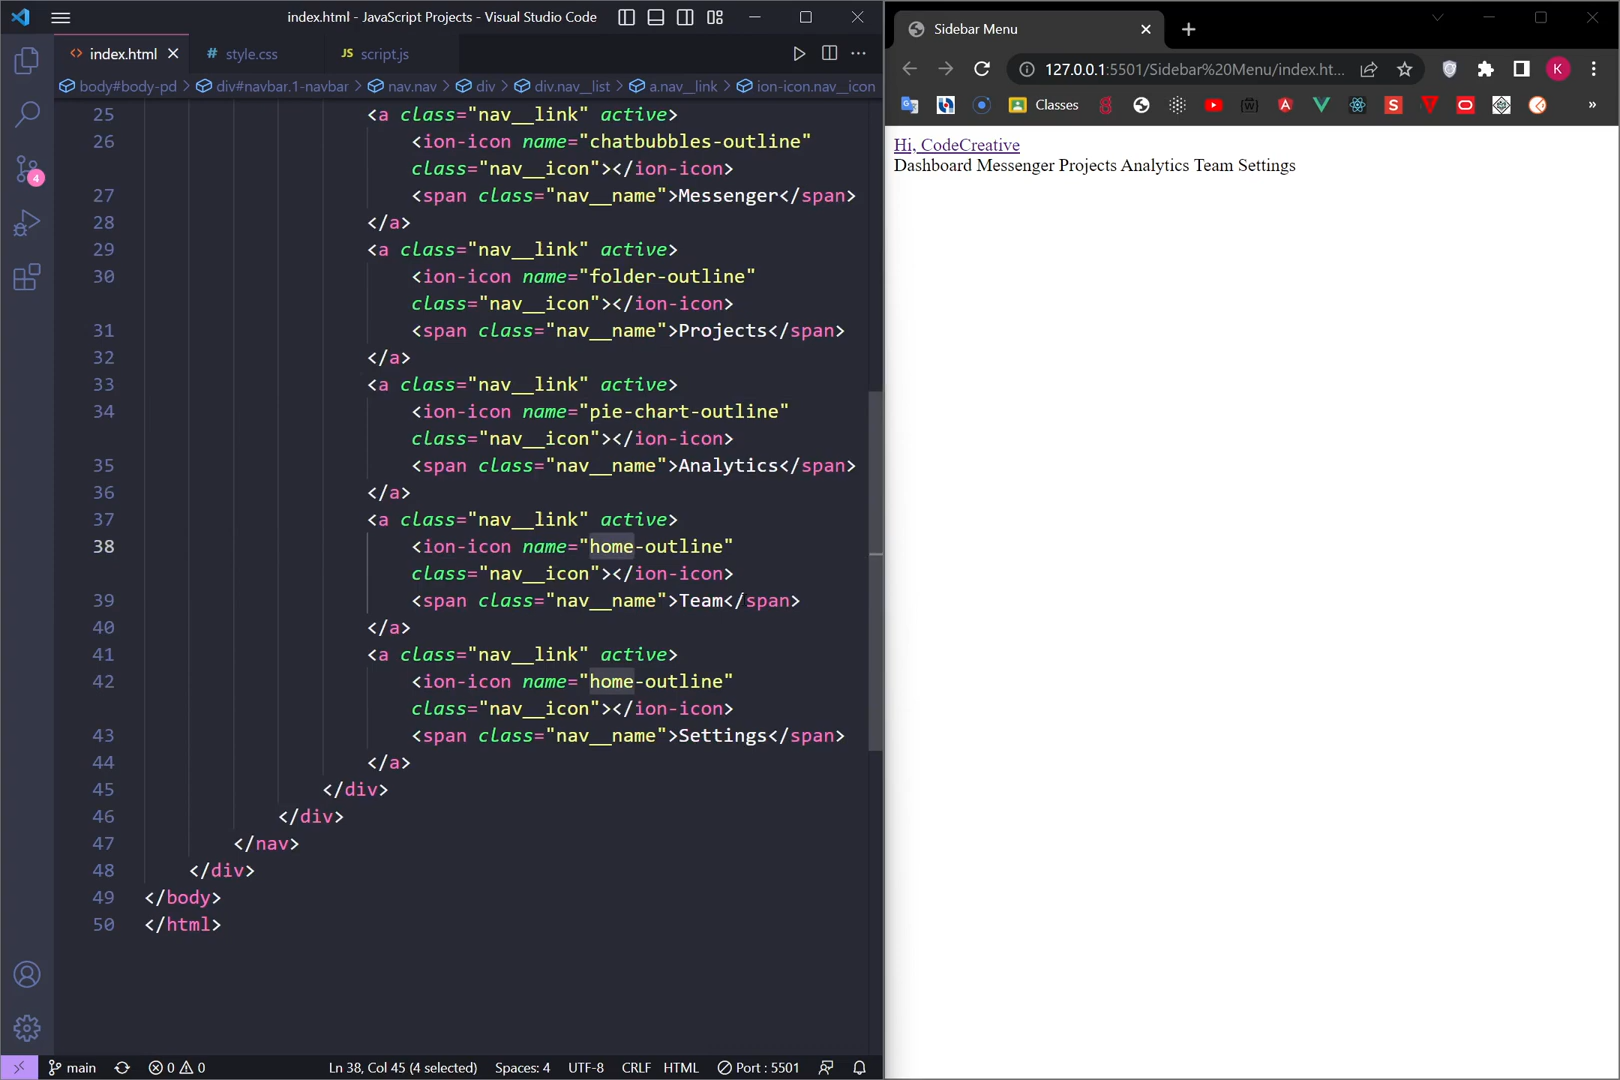 index.html - JavaScript Projects - Visual Studio Code
index.html
# style.css
JS script.js
body#body-pd > div#navbar.1-navbar > nav.nav > div > div.nav__list > a.nav__link > ion-icon.nav__icon
25 <a class="nav__link" active>
26 <ion-icon name="chatbubbles-outline"
class="nav__icon"></ion-icon>
27 <span class="nav__name">Messenger</span>
28 </a>
29 <a class="nav__link" active>
30 <ion-icon name="folder-outline"
class="nav__icon"></ion-icon>
31 <span class="nav__name">Projects</span>
32 </a>
33 <a class="nav__link" active>
34 <ion-icon name="pie-chart-outline"
class="nav__icon"></ion-icon>
35 <span class="nav__name">Analytics</span>
36 </a>
37 <a class="nav__link" active>
38 <ion-icon name="home-outline"
class="nav__icon"></ion-icon>
39 <span class="nav__name">Team</span>
40 </a>
41 <a class="nav__link" active>
42 <ion-icon name="home-outline"
class="nav__icon"></ion-icon>
43 <span class="nav__name">Settings</span>
44 </a>
45 </div>
46 </div>
47 </nav>
48 </div>
49 </body>
50 </html>
4
main
0 0
Ln 38, Col 45 (4 selected)
Spaces: 4
UTF-8
CRLF
HTML
Port : 5501
Sidebar Menu
127.0.0.1:5501/Sidebar%20Menu/index.ht...
K
Classes
Hi, CodeCreative
Dashboard Messenger Projects Analytics Team Settings